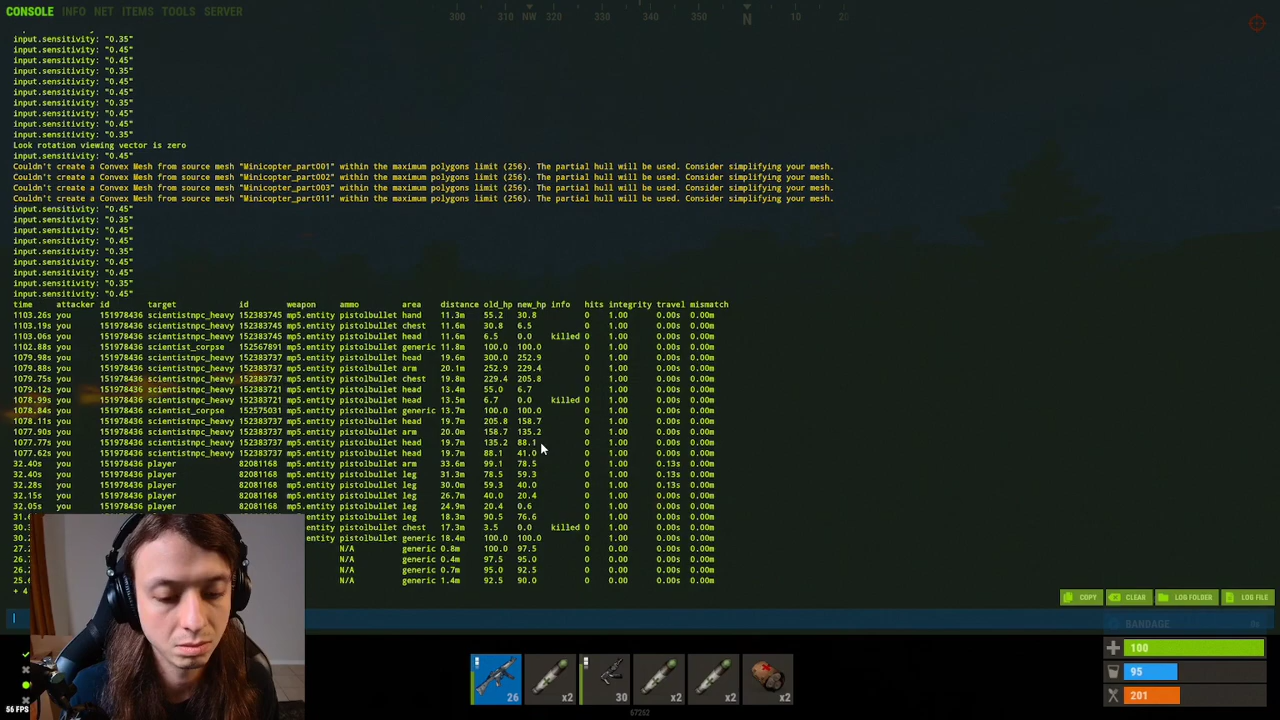 CONSOLE INFO NET ITEMS TOOLS SERVER
300 310 NW 320 330 340 350 N 10
input.sensitivity: "0.35"
input.sensitivity: "0.45"
input.sensitivity: "0.45"
input.sensitivity: "0.35"
input.sensitivity: "0.45"
input.sensitivity: "0.45"
input.sensitivity: "0.35"
input.sensitivity: "0.45"
input.sensitivity: "0.45"
input.sensitivity: "0.35"
Look rotation viewing vector is zero
input.sensitivity: "0.45"
Couldn't create a Convex Mesh from source mesh "Minicopter_part001" within the maximum polygons limit (256). The partial hull will be used. Consider simplifying your mesh.
Couldn't create a Convex Mesh from source mesh "Minicopter_part002" within the maximum polygons limit (256). The partial hull will be used. Consider simplifying your mesh.
Couldn't create a Convex Mesh from source mesh "Minicopter_part003" within the maximum polygons limit (256). The partial hull will be used. Consider simplifying your mesh.
Couldn't create a Convex Mesh from source mesh "Minicopter_part011" within the maximum polygons limit (256). The partial hull will be used. Consider simplifying your mesh.
input.sensitivity: "0.45"
input.sensitivity: "0.35"
input.sensitivity: "0.45"
input.sensitivity: "0.45"
input.sensitivity: "0.35"
input.sensitivity: "0.45"
input.sensitivity: "0.45"
input.sensitivity: "0.35"
input.sensitivity: "0.45"
time attacker id target id weapon ammo area distance old_hp new_hp info hits integrity travel mismatch
1103.26s you 151978436 scientistnpc_heavy 152383745 mp5.entity pistolbullet hand 11.3m 55.2 30.8 0 1.00 0.00s 0.00m
1103.19s you 151978436 scientistnpc_heavy 152383745 mp5.entity pistolbullet chest 11.6m 30.8 6.5 0 1.00 0.00s 0.00m
1103.06s you 151978436 scientistnpc_heavy 152383745 mp5.entity pistolbullet head 11.6m 6.5 0.0 killed 0 1.00 0.00s 0.00m
1102.88s you 151978436 scientist_corpse 152567891 mp5.entity pistolbullet generic 11.8m 100.0 100.0 0 1.00 0.00s 0.00m
1079.98s you 151978436 scientistnpc_heavy 152383737 mp5.entity pistolbullet head 19.6m 300.0 252.9 0 1.00 0.00s 0.00m
1079.88s you 151978436 scientistnpc_heavy 152383737 mp5.entity pistolbullet arm 20.1m 252.9 229.4 0 1.00 0.00s 0.00m
1079.75s you 151978436 scientistnpc_heavy 152383737 mp5.entity pistolbullet chest 19.8m 229.4 205.8 0 1.00 0.00s 0.00m
1079.12s you 151978436 scientistnpc_heavy 152383721 mp5.entity pistolbullet head 13.4m 55.0 6.7 0 1.00 0.00s 0.00m
1078.99s you 151978436 scientistnpc_heavy 152383721 mp5.entity pistolbullet head 13.5m 6.7 0.0 killed 0 1.00 0.00s 0.00m
1078.84s you 151978436 scientist_corpse 152575031 mp5.entity pistolbullet generic 13.7m 100.0 100.0 0 1.00 0.00s 0.00m
1078.11s you 151978436 scientistnpc_heavy 152383737 mp5.entity pistolbullet head 19.7m 205.8 158.7 0 1.00 0.00s 0.00m
1077.90s you 151978436 scientistnpc_heavy 152383737 mp5.entity pistolbullet arm 20.0m 158.7 135.2 0 1.00 0.00s 0.00m
1077.77s you 151978436 scientistnpc_heavy 152383737 mp5.entity pistolbullet head 19.7m 135.2 88.1 0 1.00 0.00s 0.00m
1077.62s you 151978436 scientistnpc_heavy 152383737 mp5.entity pistolbullet head 19.7m 88.1 41.0 0 1.00 0.00s 0.00m
32.40s you 151978436 player 82081168 mp5.entity pistolbullet arm 33.6m 99.1 78.5 0 1.00 0.13s 0.00m
32.40s you 151978436 player 82081168 mp5.entity pistolbullet leg 31.3m 78.5 59.3 0 1.00 0.13s 0.00m
32.28s you 151978436 player 82081168 mp5.entity pistolbullet leg 30.0m 59.3 40.0 0 1.00 0.13s 0.00m
32.15s you 151978436 player 82081168 mp5.entity pistolbullet leg 26.7m 40.0 20.4 0 1.00 0.00s 0.00m
32.05s you 151978436 player 82081168 mp5.entity pistolbullet leg 24.9m 20.4 0.6 0 1.00 0.00s 0.00m
pistolbullet leg 18.3m 90.5 76.6 0 1.00 0.00s 0.00m
pistolbullet chest 17.3m 3.5 0.0 killed 0 1.00 0.00s 0.00m
pistolbullet generic 18.4m 100.0 100.0 0 1.00 0.00s 0.00m
N/A generic 0.8m 100.0 97.5 0 0.00 0.00s 0.00m
N/A generic 0.4m 97.5 95.0 0 0.00 0.00s 0.00m
N/A generic 0.7m 95.0 92.5 0 0.00 0.00s 0.00m
N/A generic 1.4m 92.5 90.0 0 0.00 0.00s 0.00m
+ 4
COPY CLEAR LOG FOLDER LOG FILE
BANDAGE
100
95
201
26 x2 30 x2 x2 x2
56 FPS
67262